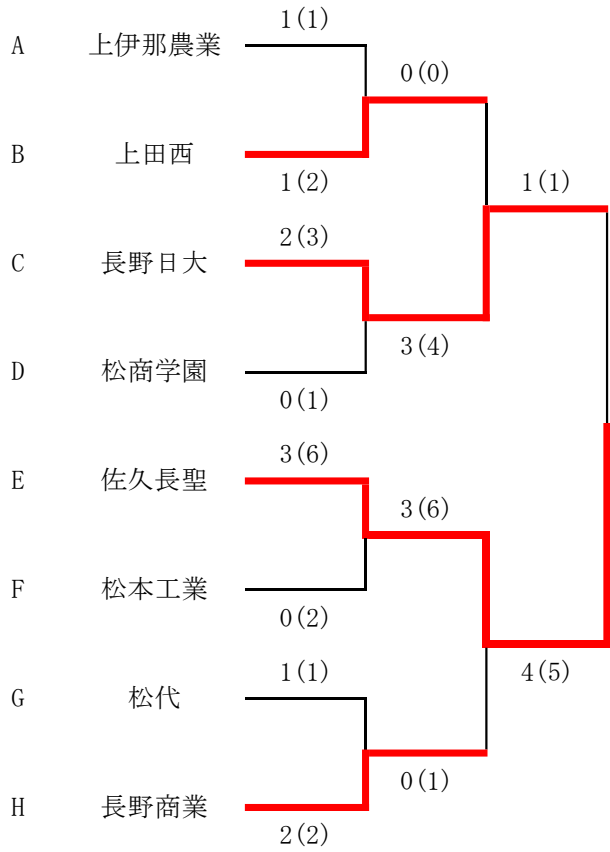 1(1)
A 上伊那農業
0(0)
B 上田西
1(2)
1(1)
2(3)
C 長野日大
3(4)
D 松商学園
0(1)
3(6)
E 佐久長聖
3(6)
F 松本工業
0(2)
1(1)
4(5)
G 松代
0(1)
H 長野商業
2(2)